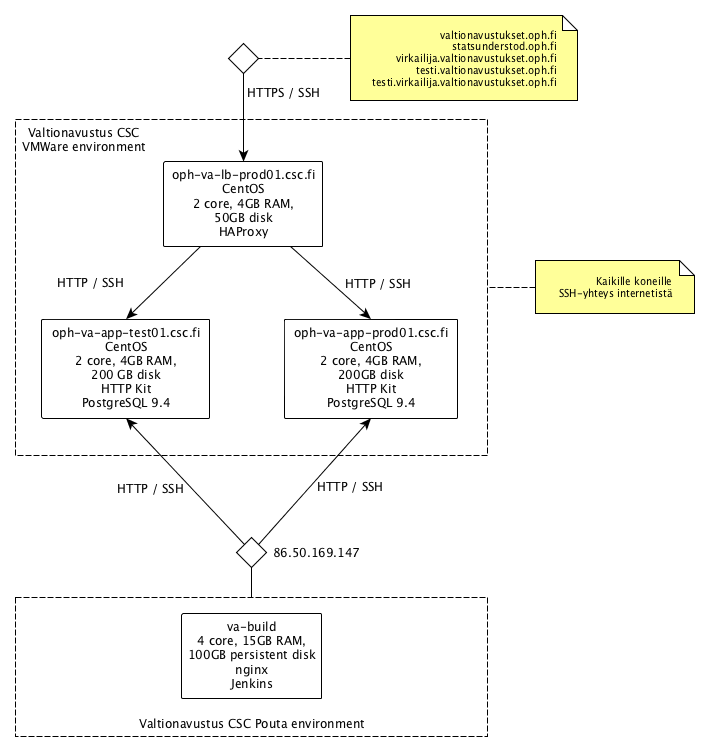 valtionavustukset.oph.fi
statsunderstod.oph.fi
virkailija.valtionavustukset.oph.fi
testi.valtionavustukset.oph.fi
testi.virkailija.valtionavustukset.oph.fi
HTTPS / SSH
Valtionavustus CSC
VMWare environment
oph-va-lb-prod01.csc.fi
CentOS
2 core, 4GB RAM,
50GB disk
HAProxy
Kaikille koneille
SSH-yhteys internetistä
HTTP / SSH
HTTP / SSH
oph-va-app-test01.csc.fi
CentOS
2 core, 4GB RAM,
200 GB disk
HTTP Kit
PostgreSQL 9.4
oph-va-app-prod01.csc.fi
CentOS
2 core, 4GB RAM,
200GB disk
HTTP Kit
PostgreSQL 9.4
HTTP / SSH
HTTP / SSH
86.50.169.147
va-build
4 core, 15GB RAM,
100GB persistent disk
nginx
Jenkins
Valtionavustus CSC Pouta environment